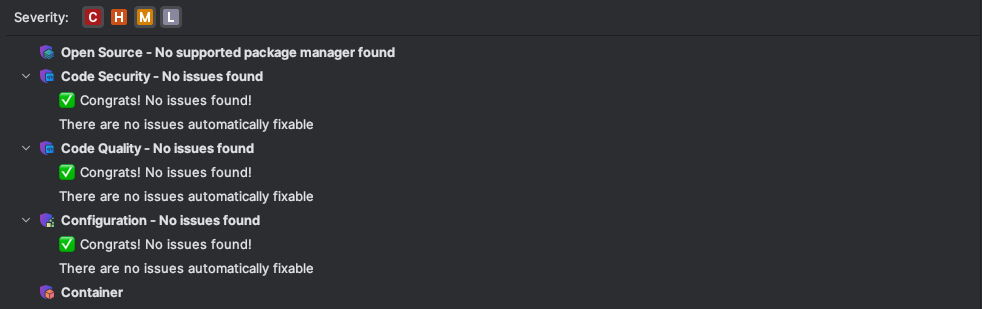 Severity: C H M L
Open Source - No supported package manager found
Code Security - No issues found
Congrats! No issues found!
There are no issues automatically fixable
Code Quality - No issues found
Congrats! No issues found!
There are no issues automatically fixable
Configuration - No issues found
Congrats! No issues found!
There are no issues automatically fixable
Container